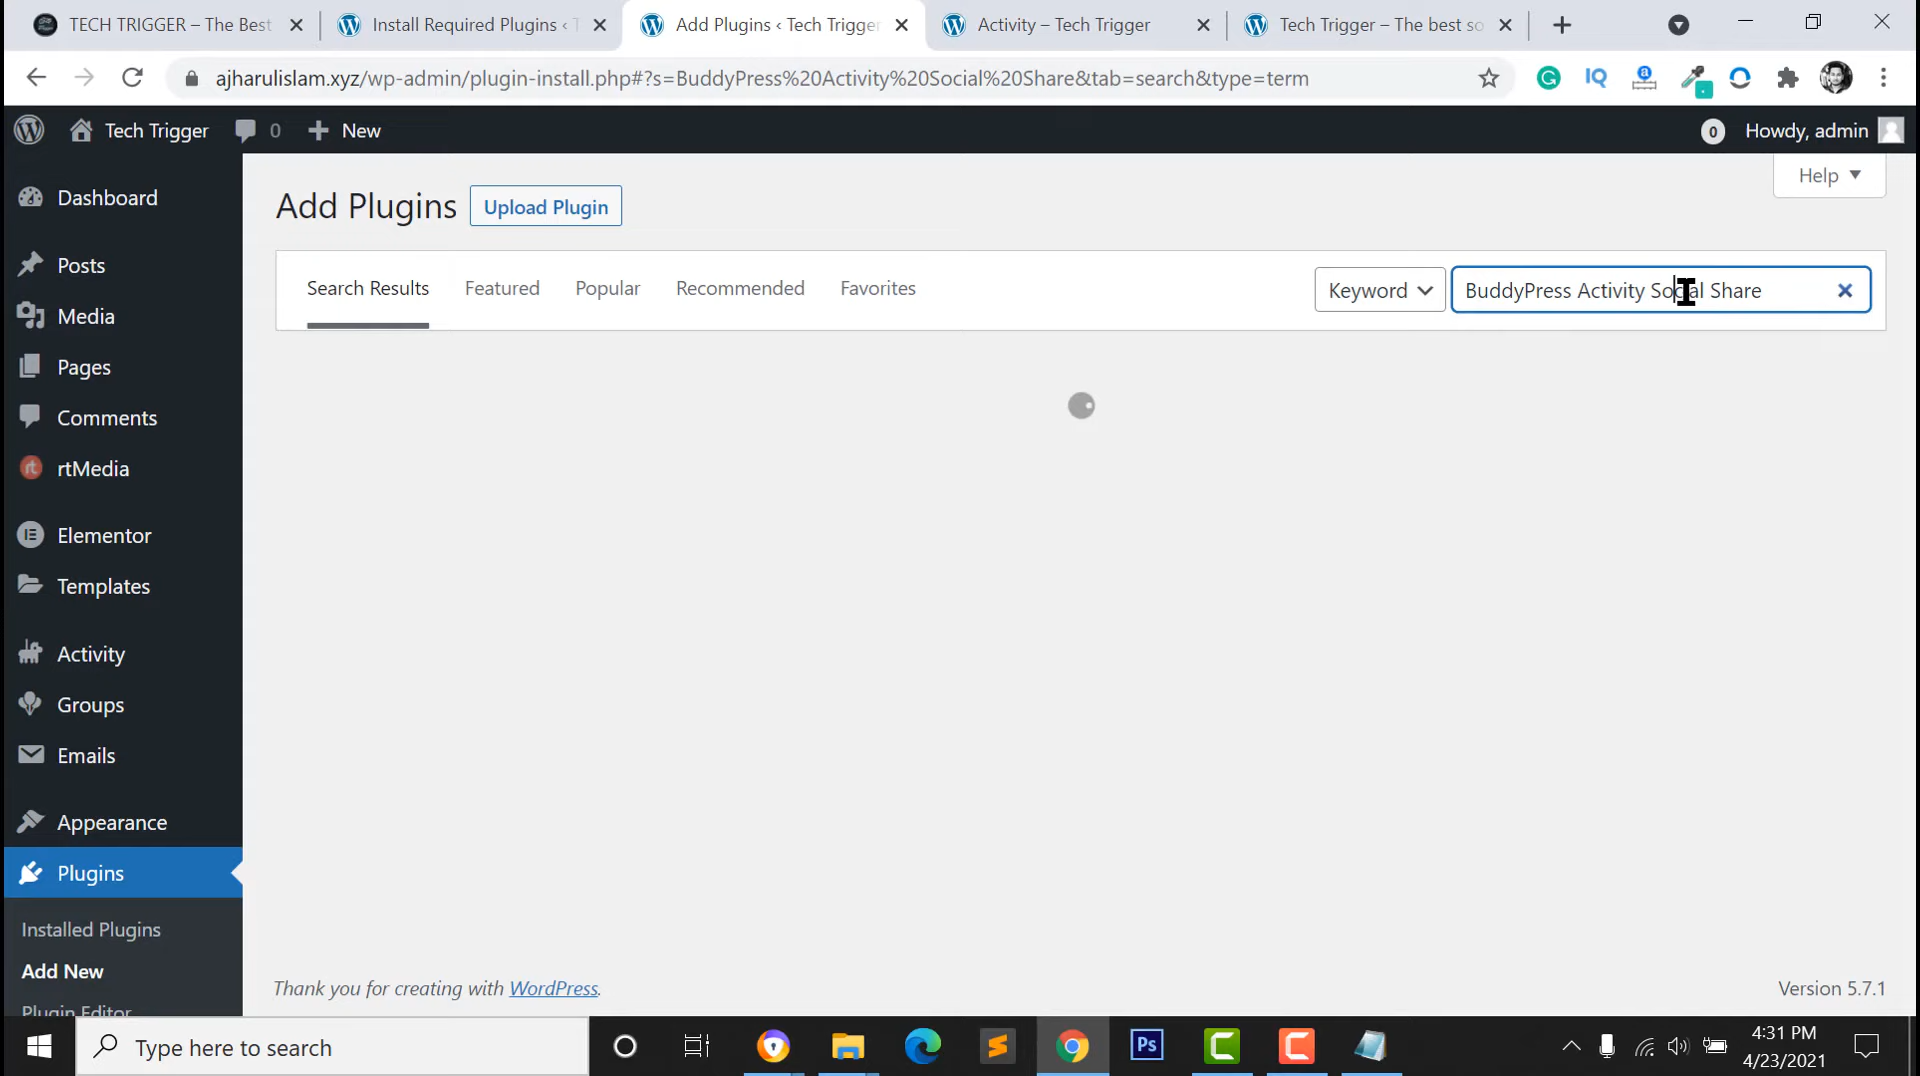 TECH TRIGGER – The Best
Install Required Plugins ‹ T
Add Plugins ‹ Tech Trigger
Activity – Tech Trigger
Tech Trigger – The best so
ajharulislam.xyz/wp-admin/plugin-install.php#?s=BuddyPress%20Activity%20Social%20Share&tab=search&type=term
Tech Trigger
0
New
0
Howdy, admin
Help
Add Plugins
Upload Plugin
Search Results
Featured
Popular
Recommended
Favorites
Keyword
BuddyPress Activity Social Share
Dashboard
Posts
Media
Pages
Comments
rtMedia
Elementor
Templates
Activity
Groups
Emails
Appearance
Plugins
Installed Plugins
Add New
Plugin Editor
Thank you for creating with WordPress.
Version 5.7.1
Type here to search
Ps
4:31 PM
4/23/2021